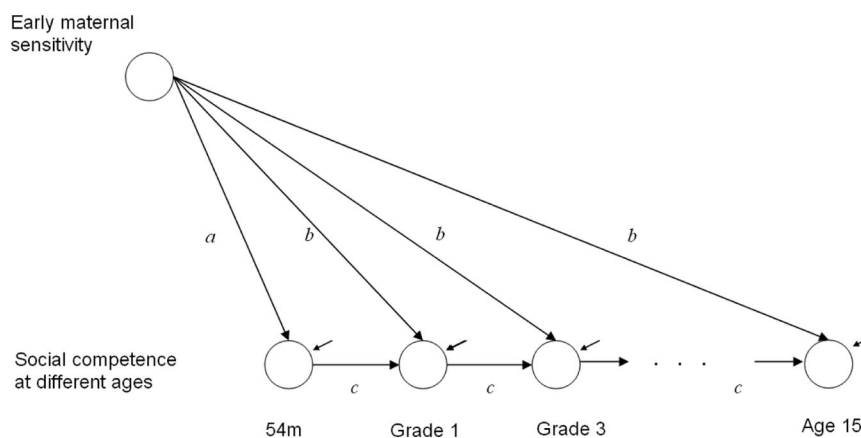 Early maternal
sensitivity
a
b
b
b
Social competence
at different ages
. . .
c
c
c
54m
Grade 1
Grade 3
Age 15